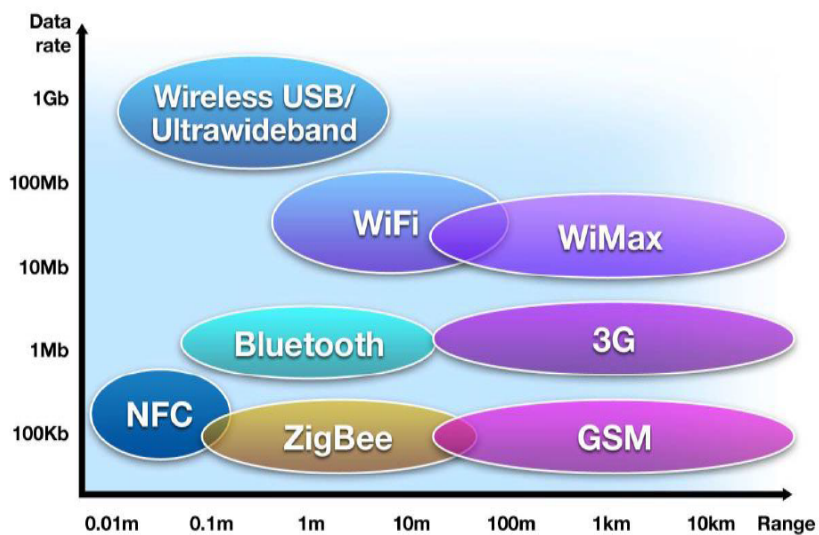 Data
rate
1Gb
100Mb
10Mb
1Mb
100Kb
Wireless USB/
Ultrawideband
WiFi
WiMax
Bluetooth
3G
NFC
ZigBee
GSM
0.01m 0.1m 1m 10m 100m 1km 10km Range